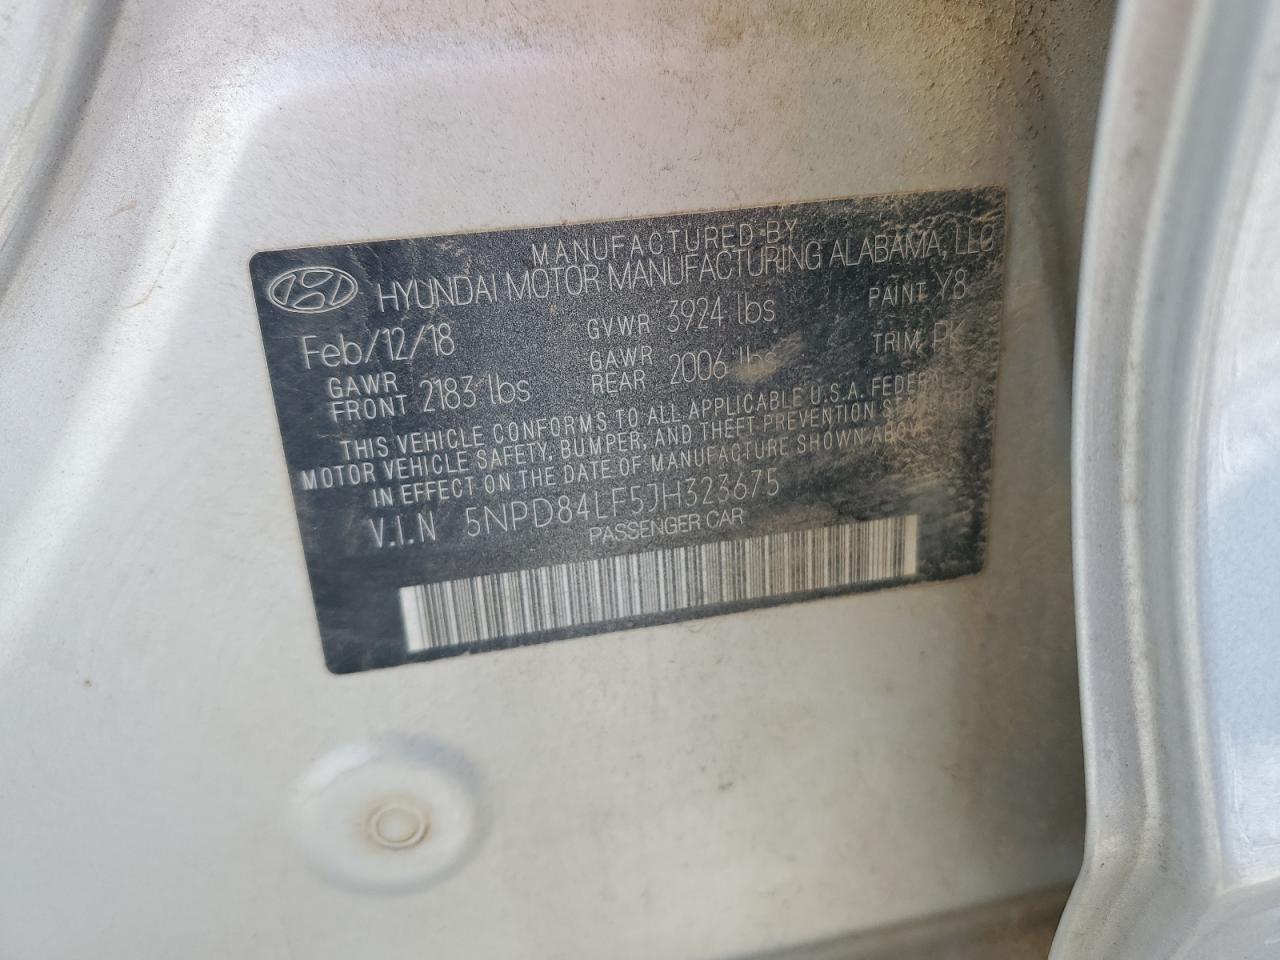 MANUFACTURED BY
HYUNDAI MOTOR MANUFACTURING ALABAMA, LLC
Feb/12/18 GVWR 3924 lbs PAINT Y8
GAWR FRONT 2183 lbs GAWR REAR 2006 lbs TRIM PK
THIS VEHICLE CONFORMS TO ALL APPLICABLE U.S.A. FEDERAL
MOTOR VEHICLE SAFETY, BUMPER, AND THEFT PREVENTION STANDARDS
IN EFFECT ON THE DATE OF MANUFACTURE SHOWN ABOVE
V.I.N 5NPD84LF5JH323675
PASSENGER CAR